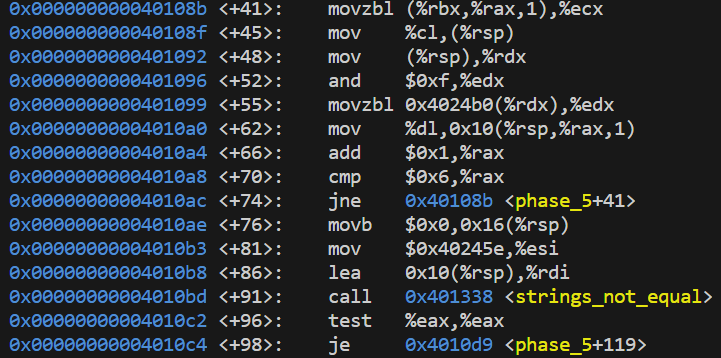 0x000000000040108b <+41>: movzbl (%rbx,%rax,1),%ecx
0x000000000040108f <+45>: mov %cl,(%rsp)
0x0000000000401092 <+48>: mov (%rsp),%rdx
0x0000000000401096 <+52>: and $0xf,%edx
0x0000000000401099 <+55>: movzbl 0x4024b0(%rdx),%edx
0x00000000004010a0 <+62>: mov %dl,0x10(%rsp,%rax,1)
0x00000000004010a4 <+66>: add $0x1,%rax
0x00000000004010a8 <+70>: cmp $0x6,%rax
0x00000000004010ac <+74>: jne 0x40108b <phase_5+41>
0x00000000004010ae <+76>: movb $0x0,0x16(%rsp)
0x00000000004010b3 <+81>: mov $0x40245e,%esi
0x00000000004010b8 <+86>: lea 0x10(%rsp),%rdi
0x00000000004010bd <+91>: call 0x401338 <strings_not_equal>
0x00000000004010c2 <+96>: test %eax,%eax
0x00000000004010c4 <+98>: je 0x4010d9 <phase_5+119>